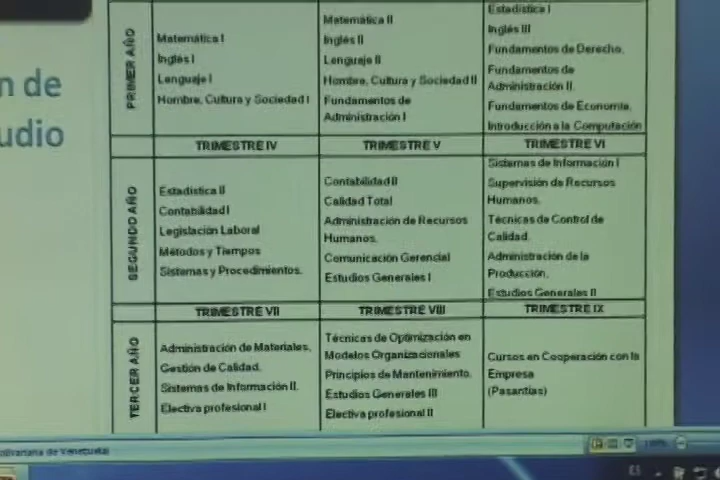 n de
udio
PRIMER AÑO
Matemática I
Inglés I
Lenguaje I
Hombre, Cultura y Sociedad I
Matemática II
Inglés II
Lenguaje II
Hombre, Cultura y Sociedad II
Fundamentos de
Administración I
Estadística I
Inglés III
Fundamentos de Derecho.
Fundamentos de
Administración II.
Fundamentos de Economía.
Introducción a la Computación
TRIMESTRE IV
TRIMESTRE V
TRIMESTRE VI
SEGUNDO AÑO
Estadística II
Contabilidad I
Legislación Laboral
Métodos y Tiempos
Sistemas y Procedimientos.
Contabilidad II
Calidad Total
Administración de Recursos
Humanos.
Comunicación Gerencial
Estudios Generales I
Sistemas de Información I
Supervisión de Recursos
Humanos.
Técnicas de Control de
Calidad.
Administración de la
Producción.
Estudios Generales II
TRIMESTRE VII
TRIMESTRE VIII
TRIMESTRE IX
TERCER AÑO
Administración de Materiales.
Gestión de Calidad.
Sistemas de Información II.
Electiva profesional I
Técnicas de Optimización en
Modelos Organizacionales
Principios de Mantenimiento.
Estudios Generales III
Electiva profesional II
Cursos en Cooperación con la
Empresa
(Pasantías)
olivariana de Venezuela)
100%
ES